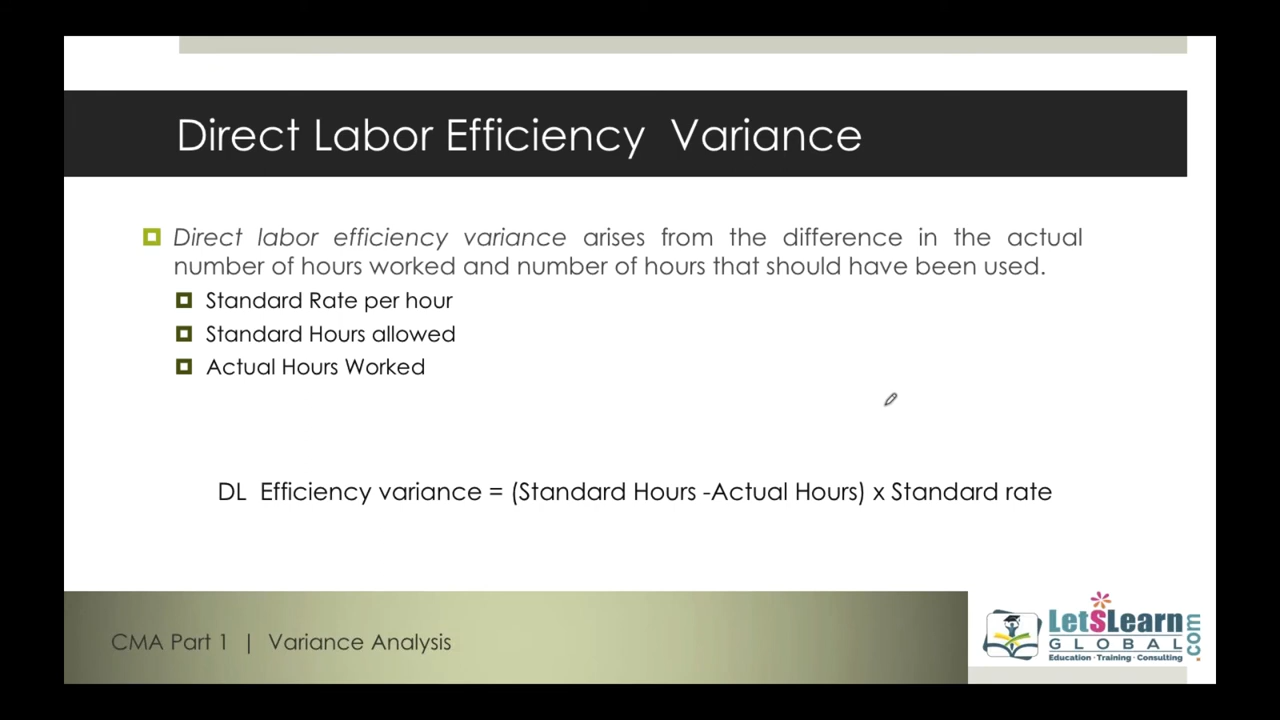 Direct Labor Efficiency Variance
Direct labor efficiency variance arises from the difference in the actual
number of hours worked and number of hours that should have been used.
Standard Rate per hour
Standard Hours allowed
Actual Hours Worked
DL Efficiency variance = (Standard Hours -Actual Hours) x Standard rate
CMA Part 1 | Variance Analysis
LetSLearn
GLOBAL
.com
Education · Training · Consulting